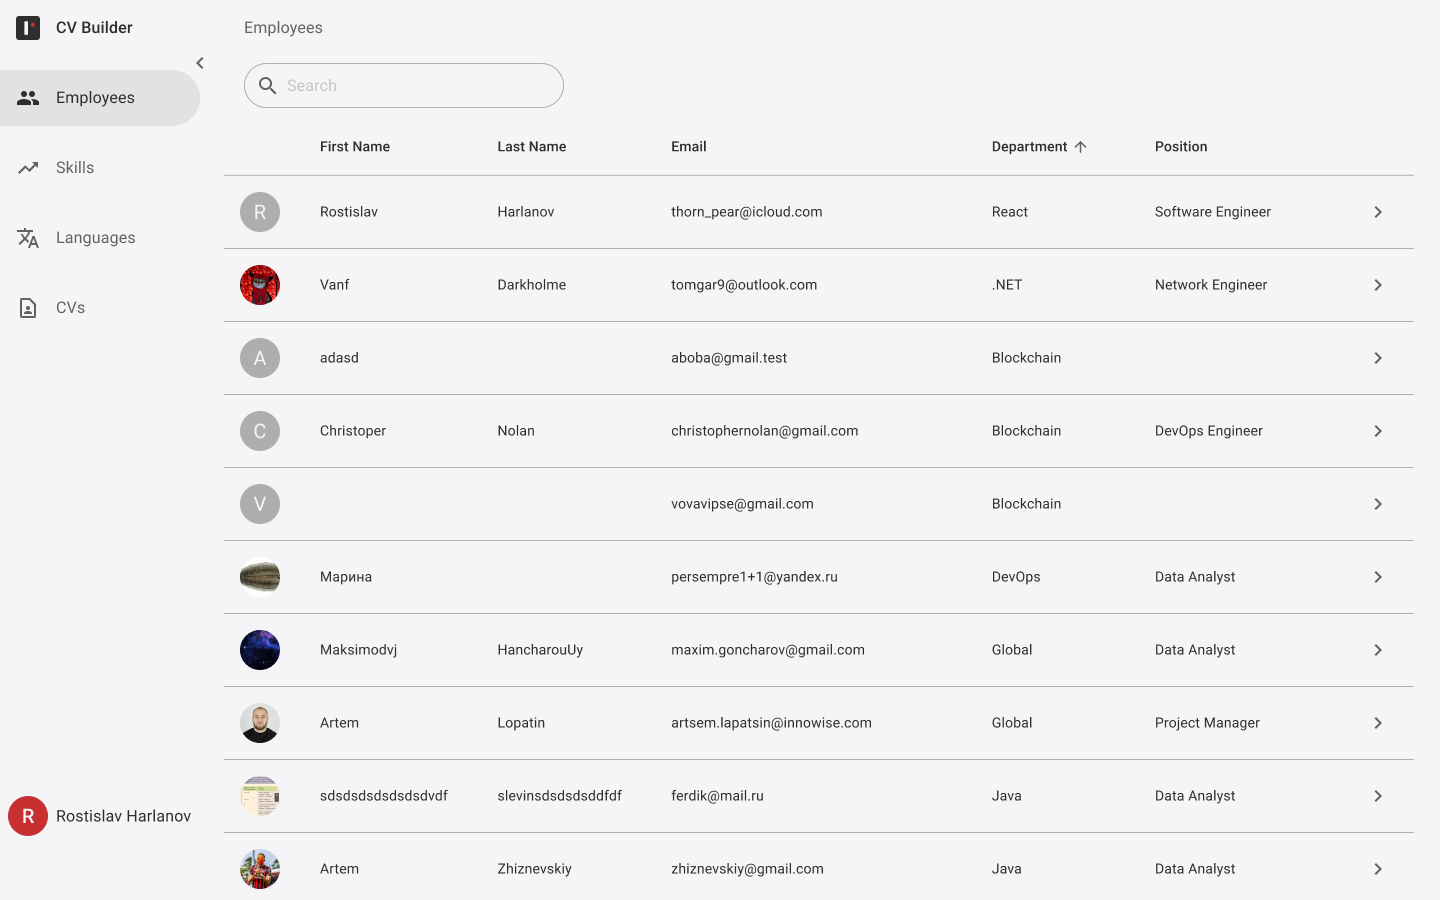 CV Builder
Employees
Skills
Languages
CVs
R Rostislav Harlanov
Employees
Search
First Name Last Name Email Department Position
R Rostislav Harlanov thorn_pear@icloud.com React Software Engineer
Vanf Darkholme tomgar9@outlook.com .NET Network Engineer
A adasd aboba@gmail.test Blockchain
C Christoper Nolan christophernolan@gmail.com Blockchain DevOps Engineer
V vovavipse@gmail.com Blockchain
Марина persempre1+1@yandex.ru DevOps Data Analyst
Maksimodvj HancharouUy maxim.goncharov@gmail.com Global Data Analyst
Artem Lopatin artsem.lapatsin@innowise.com Global Project Manager
sdsdsdsdsdsdsdvdf slevinsdsdsdsddfdf ferdik@mail.ru Java Data Analyst
Artem Zhiznevskiy zhiznevskiy@gmail.com Java Data Analyst